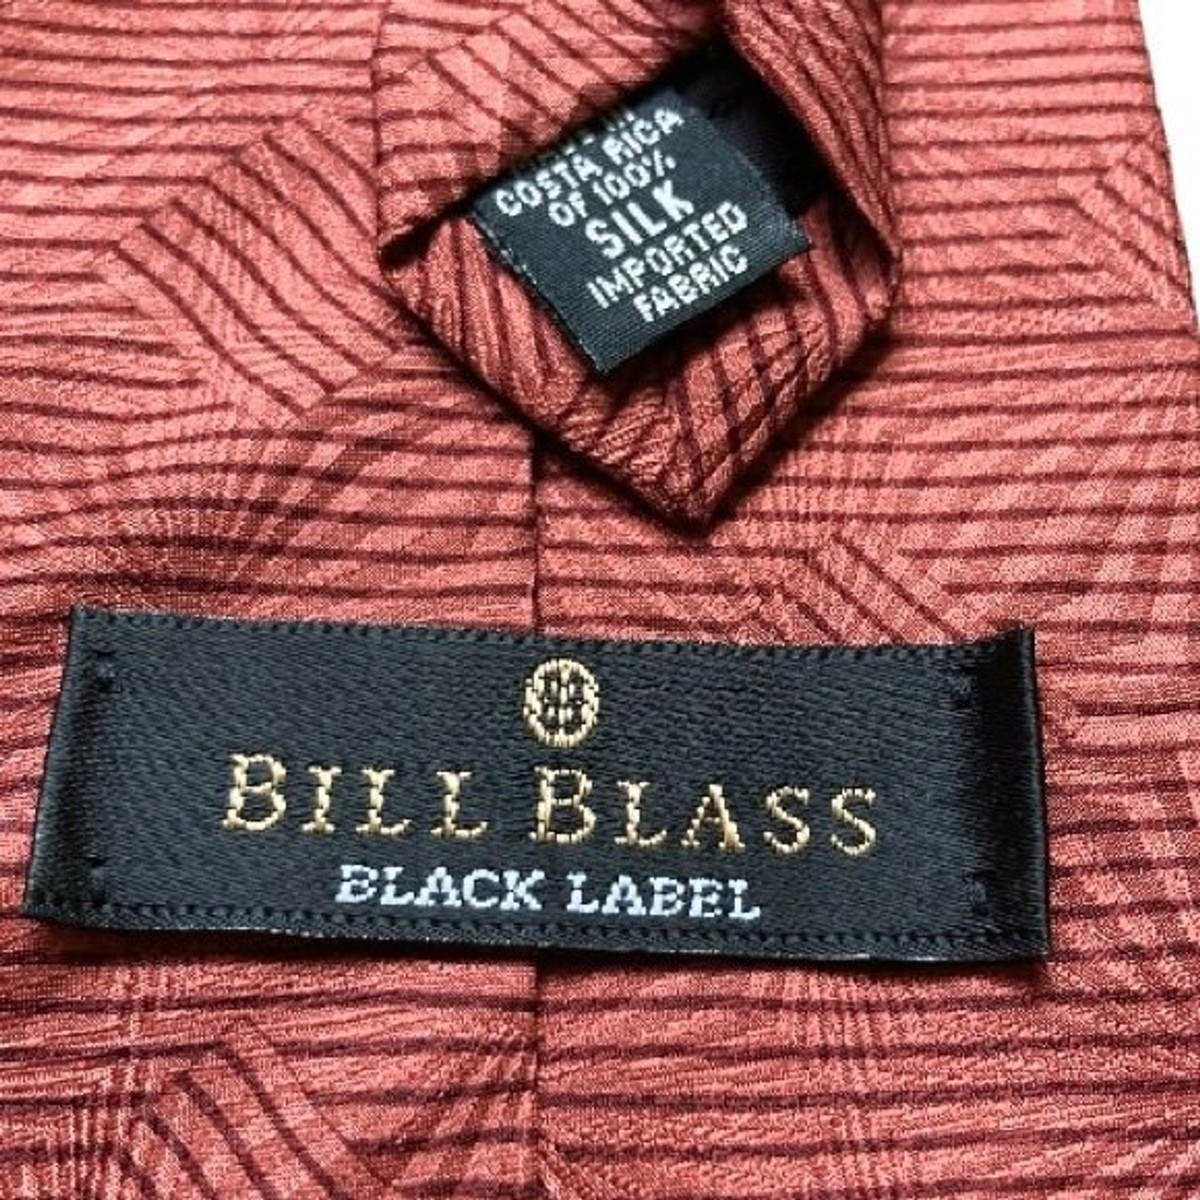 COSTA RICA
OF 100%
SILK
IMPORTED
FABRIC
BILL BLASS
BLACK LABEL